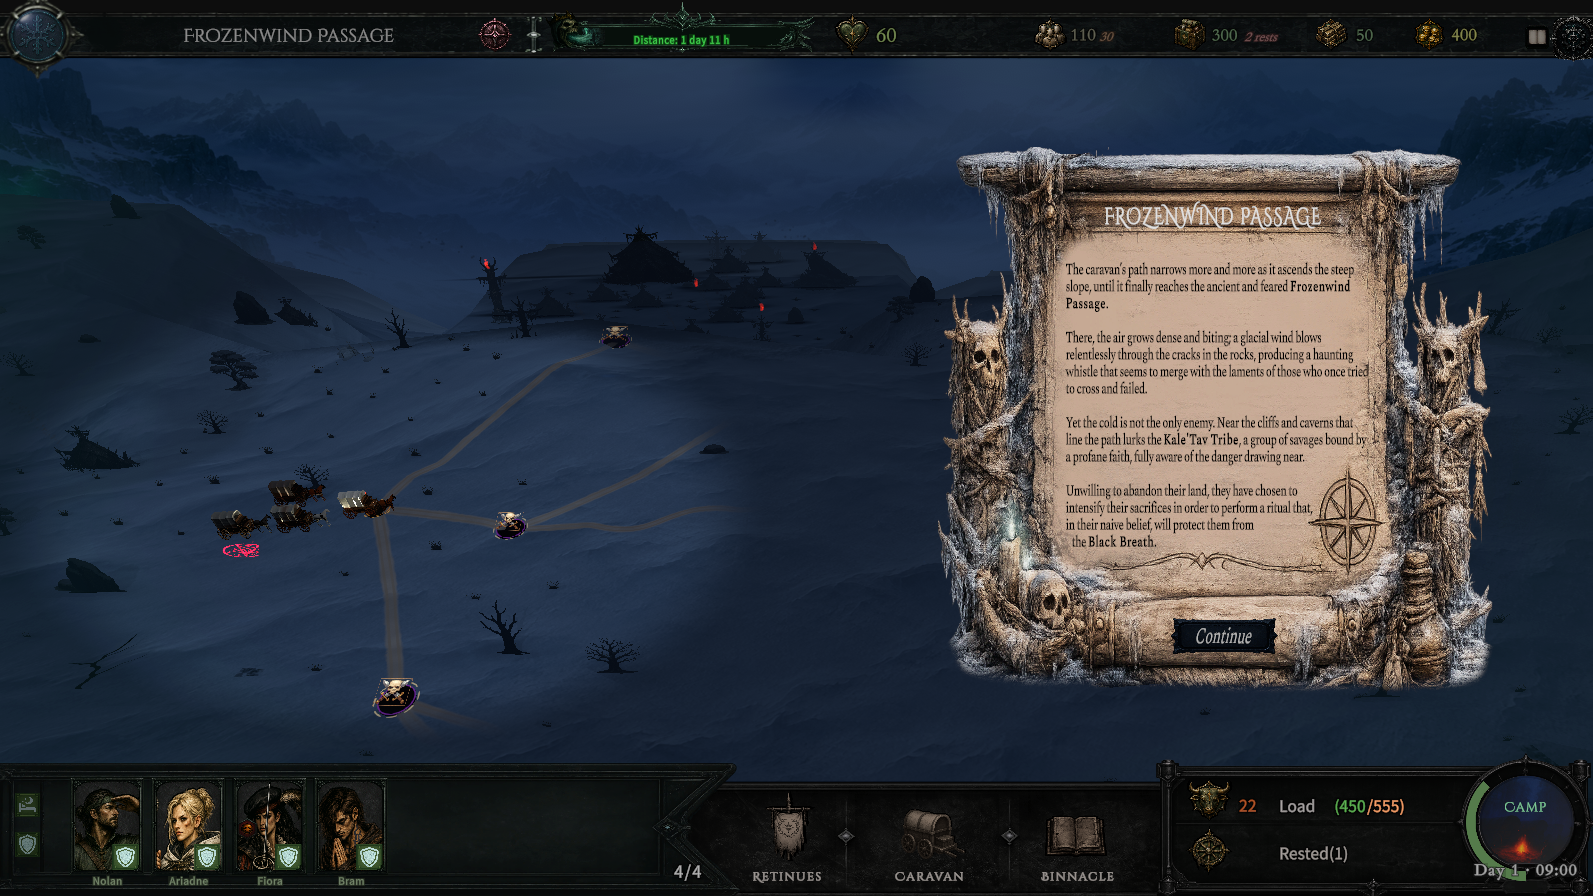 FROZENWIND PASSAGE
Distance: 1 day 11 h
60
110 30
300 2 rests
50
400
FROZENWIND PASSAGE
The caravan's path narrows more and more as it ascends the steep
slope, until it finally reaches the ancient and feared Frozenwind
Passage.
There, the air grows dense and biting; a glacial wind blows
relentlessly through the cracks in the rocks, producing a haunting
whistle that seems to merge with the laments of those who once tried
to cross and failed.
Yet the cold is not the only enemy. Near the cliffs and caverns that
line the path lurks the Kale'Tav Tribe, a group of savages bound by
a profane faith, fully aware of the danger drawing near.
Unwilling to abandon their land, they have chosen to
intensify their sacrifices in order to perform a ritual that,
in their naive belief, will protect them from
the Black Breath.
Continue
Nolan
Ariadne
Fiora
Bram
4/4
RETINUES
CARAVAN
BINNACLE
22 Load (450/555)
Rested(1)
CAMP
Day 1 · 09:00